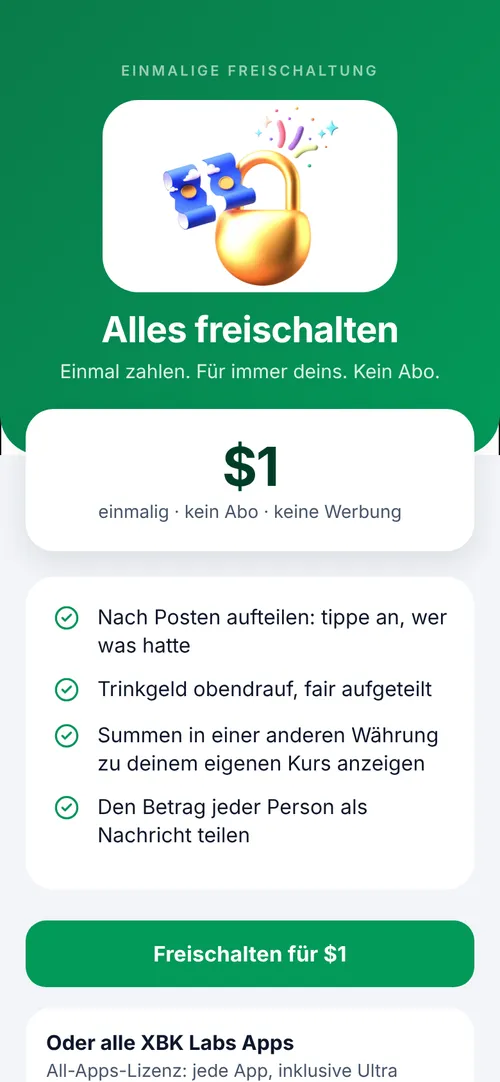 EINMALIGE FREISCHALTUNG
Alles freischalten
Einmal zahlen. Für immer deins. Kein Abo.
$1
einmalig · kein Abo · keine Werbung
Nach Posten aufteilen: tippe an, wer
was hatte
Trinkgeld obendrauf, fair aufgeteilt
Summen in einer anderen Währung
zu deinem eigenen Kurs anzeigen
Den Betrag jeder Person als
Nachricht teilen
Freischalten für $1
Oder alle XBK Labs Apps
All-Apps-Lizenz: jede App, inklusive Ultra